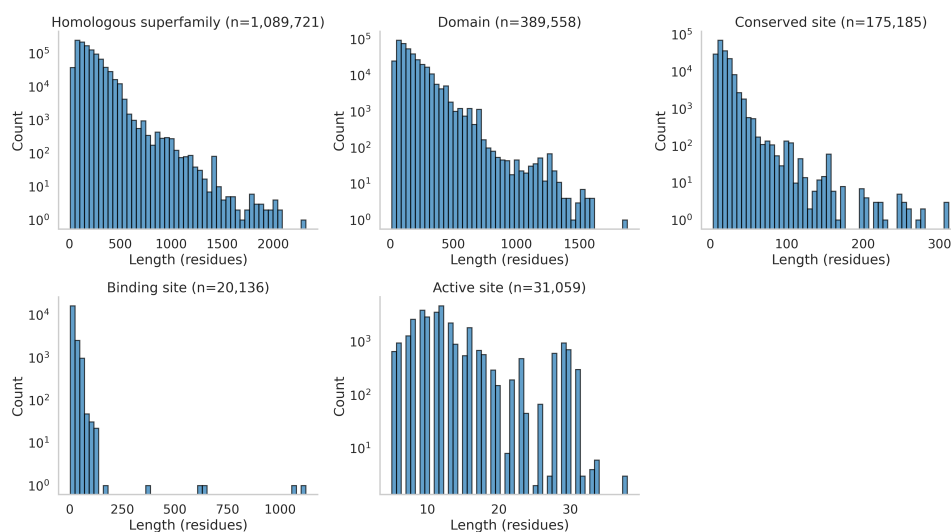 Homologous superfamily (n=1,089,721)
Domain (n=389,558)
Conserved site (n=175,185)
Count
10^5
10^4
10^3
10^2
10^1
10^0
0 500 1000 1500 2000
Length (residues)
Count
10^5
10^4
10^3
10^2
10^1
10^0
0 500 1000 1500
Length (residues)
Count
10^5
10^4
10^3
10^2
10^1
10^0
0 100 200 300
Length (residues)
Binding site (n=20,136)
Active site (n=31,059)
Count
10^4
10^3
10^2
10^1
10^0
0 250 500 750 1000
Length (residues)
Count
10^3
10^2
10^1
10 20 30
Length (residues)